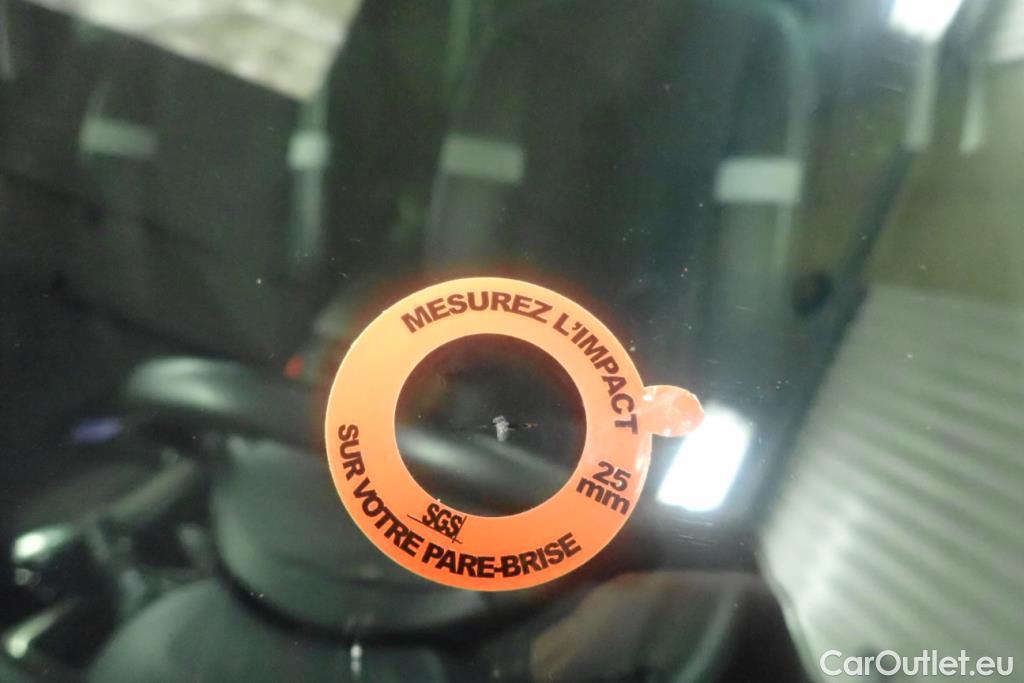 MESUREZ L'IMPACT
25
mm
SGS
SUR VOTRE PARE-BRISE
CarOutlet.eu